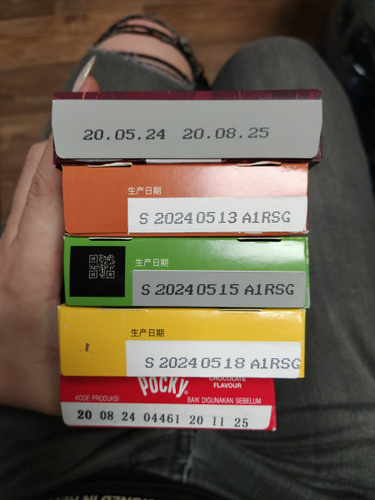 20.05.24 20.08.25
生产日期
S 20240513 A1RSG
生产日期
S 20240515 A1RSG
生产日期
S 20240518 A1RSG
POCKY
CHOCOLATE
FLAVOUR
KODE PRODUKSI
BAIK DIGUNAKAN SEBELUM
20 08 24 04461 20 11 25